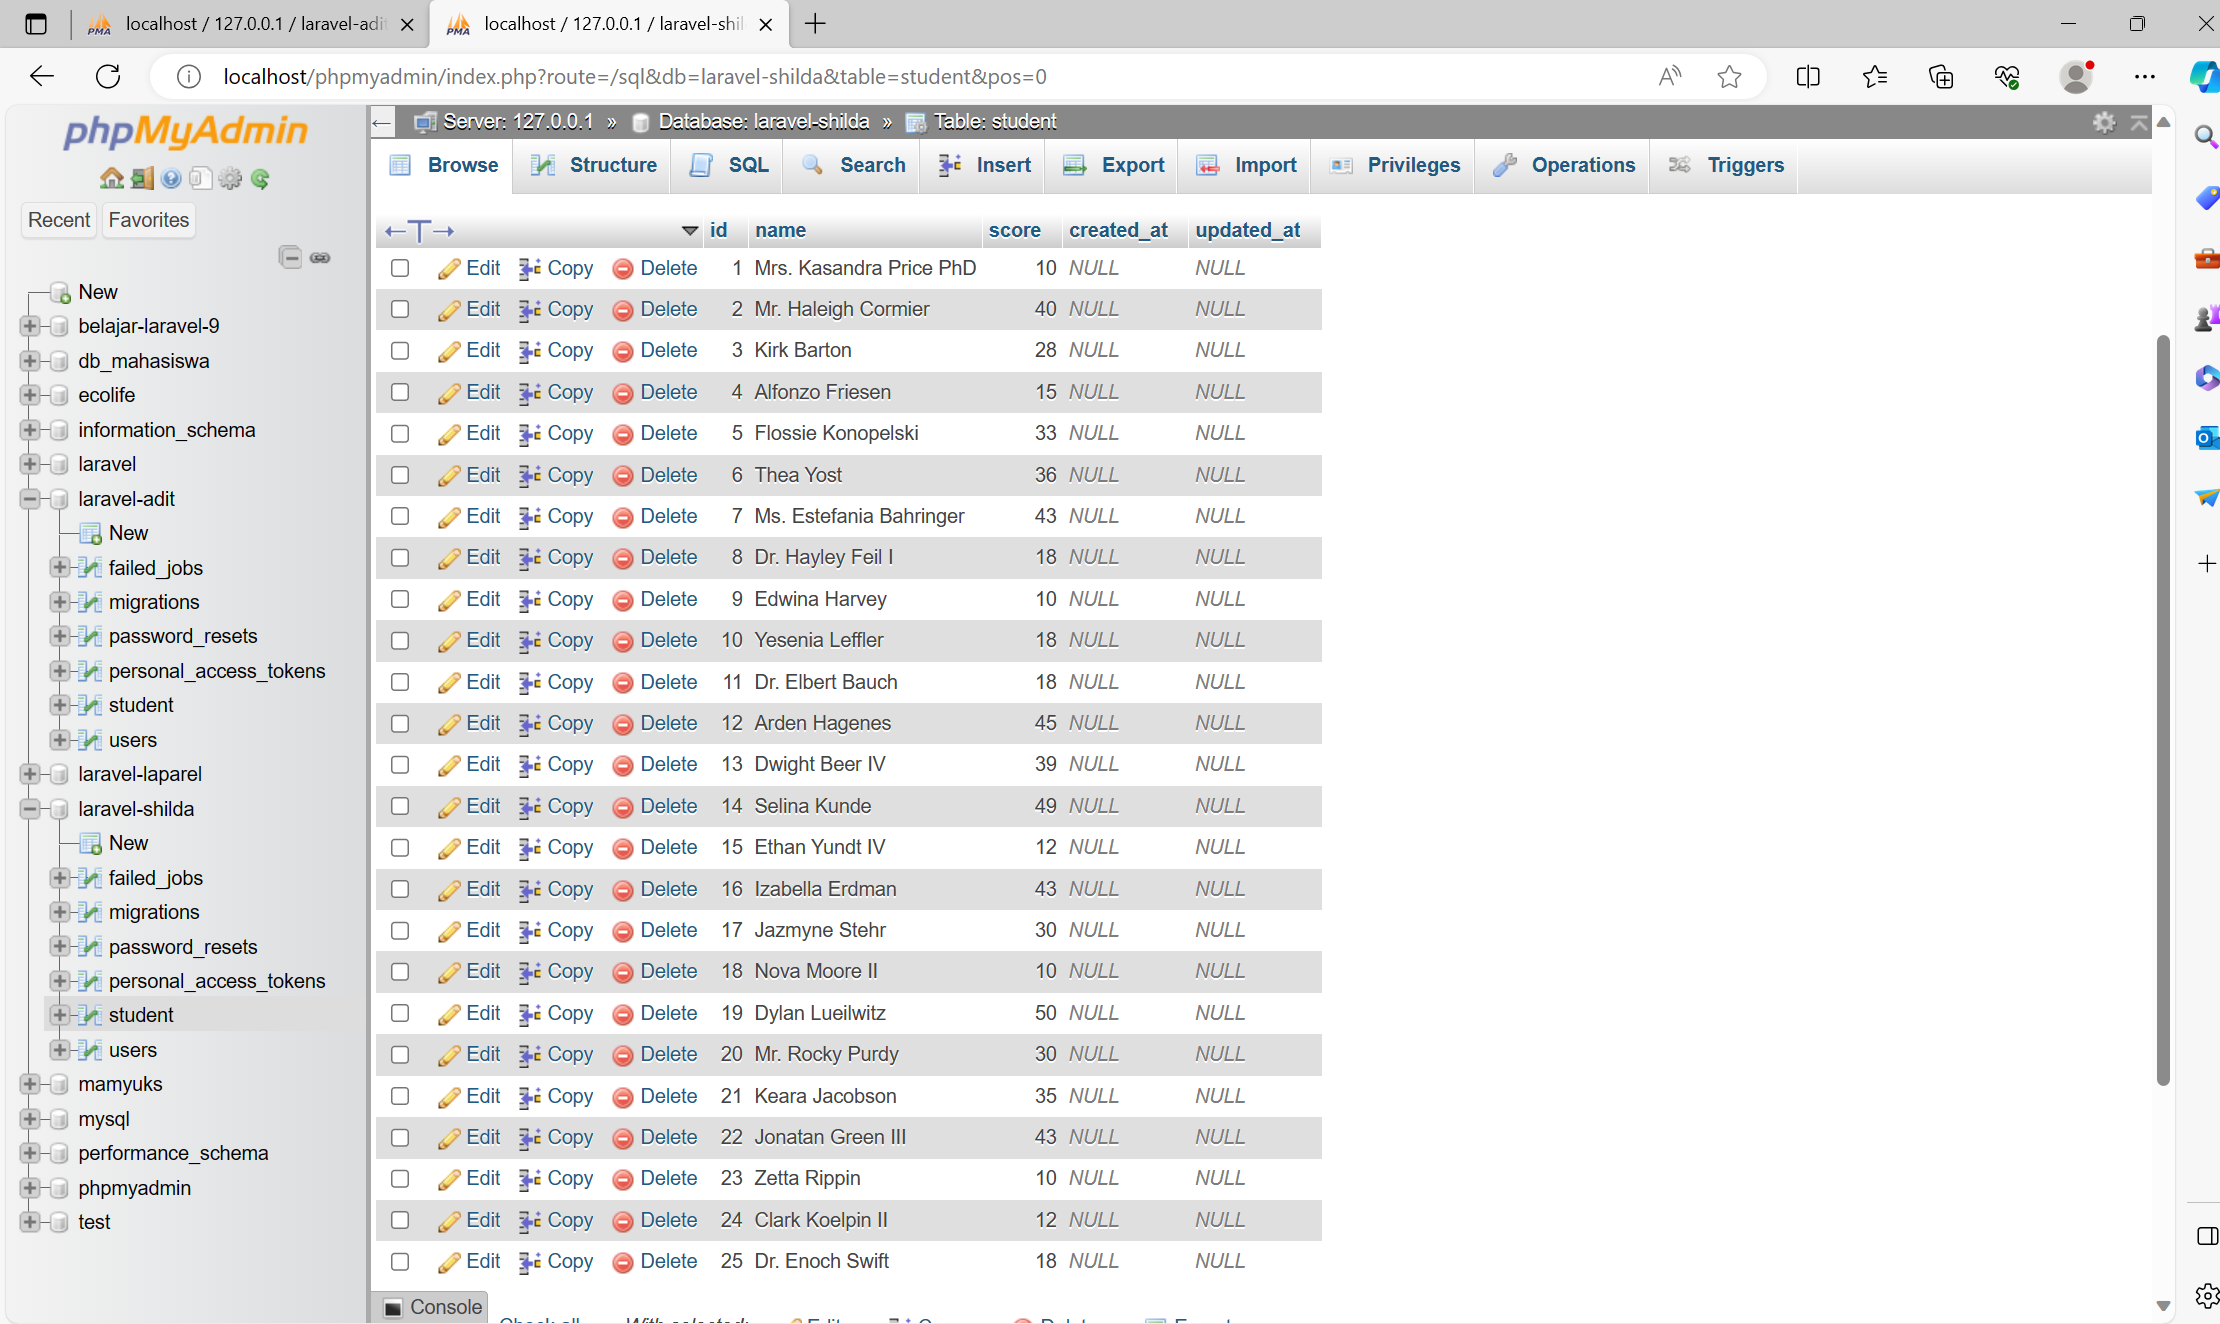 localhost / 127.0.0.1 / laravel-adit
localhost / 127.0.0.1 / laravel-shil
localhost/phpmyadmin/index.php?route=/sql&db=laravel-shilda&table=student&pos=0
phpMyAdmin
Recent Favorites
New
belajar-laravel-9
db_mahasiswa
ecolife
information_schema
laravel
laravel-adit
New
failed_jobs
migrations
password_resets
personal_access_tokens
student
users
laravel-laparel
laravel-shilda
New
failed_jobs
migrations
password_resets
personal_access_tokens
student
users
mamyuks
mysql
performance_schema
phpmyadmin
test
Server: 127.0.0.1 » Database: laravel-shilda » Table: student
Browse Structure SQL Search Insert Export Import Privileges Operations Triggers
←T→ id name score created_at updated_at
Edit Copy Delete 1 Mrs. Kasandra Price PhD 10 NULL NULL
Edit Copy Delete 2 Mr. Haleigh Cormier 40 NULL NULL
Edit Copy Delete 3 Kirk Barton 28 NULL NULL
Edit Copy Delete 4 Alfonzo Friesen 15 NULL NULL
Edit Copy Delete 5 Flossie Konopelski 33 NULL NULL
Edit Copy Delete 6 Thea Yost 36 NULL NULL
Edit Copy Delete 7 Ms. Estefania Bahringer 43 NULL NULL
Edit Copy Delete 8 Dr. Hayley Feil I 18 NULL NULL
Edit Copy Delete 9 Edwina Harvey 10 NULL NULL
Edit Copy Delete 10 Yesenia Leffler 18 NULL NULL
Edit Copy Delete 11 Dr. Elbert Bauch 18 NULL NULL
Edit Copy Delete 12 Arden Hagenes 45 NULL NULL
Edit Copy Delete 13 Dwight Beer IV 39 NULL NULL
Edit Copy Delete 14 Selina Kunde 49 NULL NULL
Edit Copy Delete 15 Ethan Yundt IV 12 NULL NULL
Edit Copy Delete 16 Izabella Erdman 43 NULL NULL
Edit Copy Delete 17 Jazmyne Stehr 30 NULL NULL
Edit Copy Delete 18 Nova Moore II 10 NULL NULL
Edit Copy Delete 19 Dylan Lueilwitz 50 NULL NULL
Edit Copy Delete 20 Mr. Rocky Purdy 30 NULL NULL
Edit Copy Delete 21 Keara Jacobson 35 NULL NULL
Edit Copy Delete 22 Jonatan Green III 43 NULL NULL
Edit Copy Delete 23 Zetta Rippin 10 NULL NULL
Edit Copy Delete 24 Clark Koelpin II 12 NULL NULL
Edit Copy Delete 25 Dr. Enoch Swift 18 NULL NULL
Console